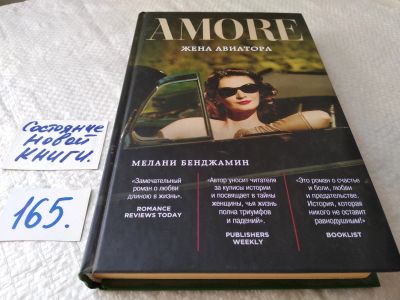 AMORE
ЖЕНА АВИАТОРА
Состояние
новой
книги.
165.
МЕЛАНИ БЕНДЖАМИН
«Замечательный
роман о любви
длиною в жизнь».
ROMANCE
REVIEWS TODAY
«Автор уносит читателя
за кулисы истории
и посвящает в тайны
женщины, чья жизнь
полна триумфов
и падений».
PUBLISHERS
WEEKLY
«Это роман о счастье
и боли, любви
и предательстве.
История, которая
никого не оставит
равнодушным!»
BOOKLIST